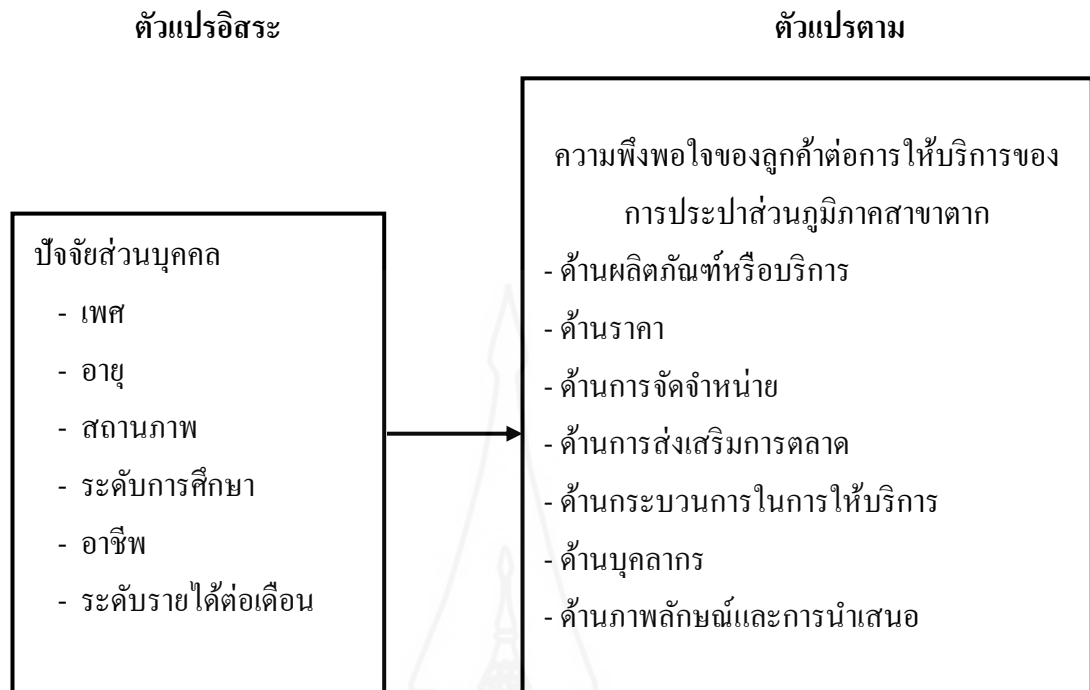 ตัวแปรอิสระ
ตัวแปรตาม
ปัจจัยส่วนบุคคล
- เพศ
- อายุ
- สถานภาพ
- ระดับการศึกษา
- อาชีพ
- ระดับรายได้ต่อเดือน
ความพึงพอใจของลูกค้าต่อการให้บริการของ
การประปาส่วนภูมิภาคสาขาตาก
- ด้านผลิตภัณฑ์หรือบริการ
- ด้านราคา
- ด้านการจัดจำหน่าย
- ด้านการส่งเสริมการตลาด
- ด้านกระบวนการในการให้บริการ
- ด้านบุคลากร
- ด้านภาพลักษณ์และการนำเสนอ